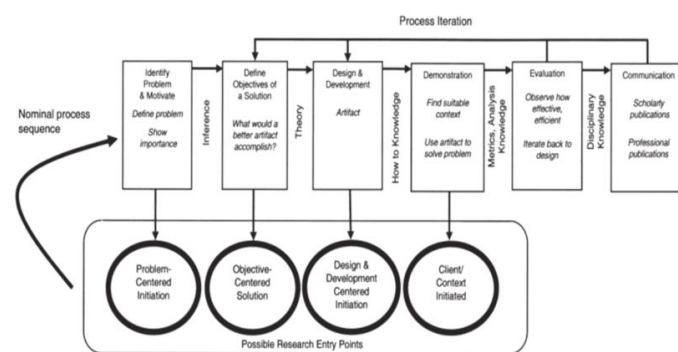 Process Iteration
Nominal process
sequence
Identify
Problem
& Motivate
Define problem
Show
importance
Inference
Define
Objectives of
a Solution
What would a
better artifact
accomplish?
Theory
Design &
Development
Artifact
How to Knowledge
Demonstration
Find suitable
context
Use artifact to
solve problem
Metrics, Analysis
Knowledge
Evaluation
Observe how
effective,
efficient
Iterate back to
design
Disciplinary
Knowledge
Communication
Scholarly
publications
Professional
publications
Problem-
Centered
Initiation
Objective-
Centered
Solution
Design &
Development
Centered
Initiation
Client/
Context
Initiated
Possible Research Entry Points